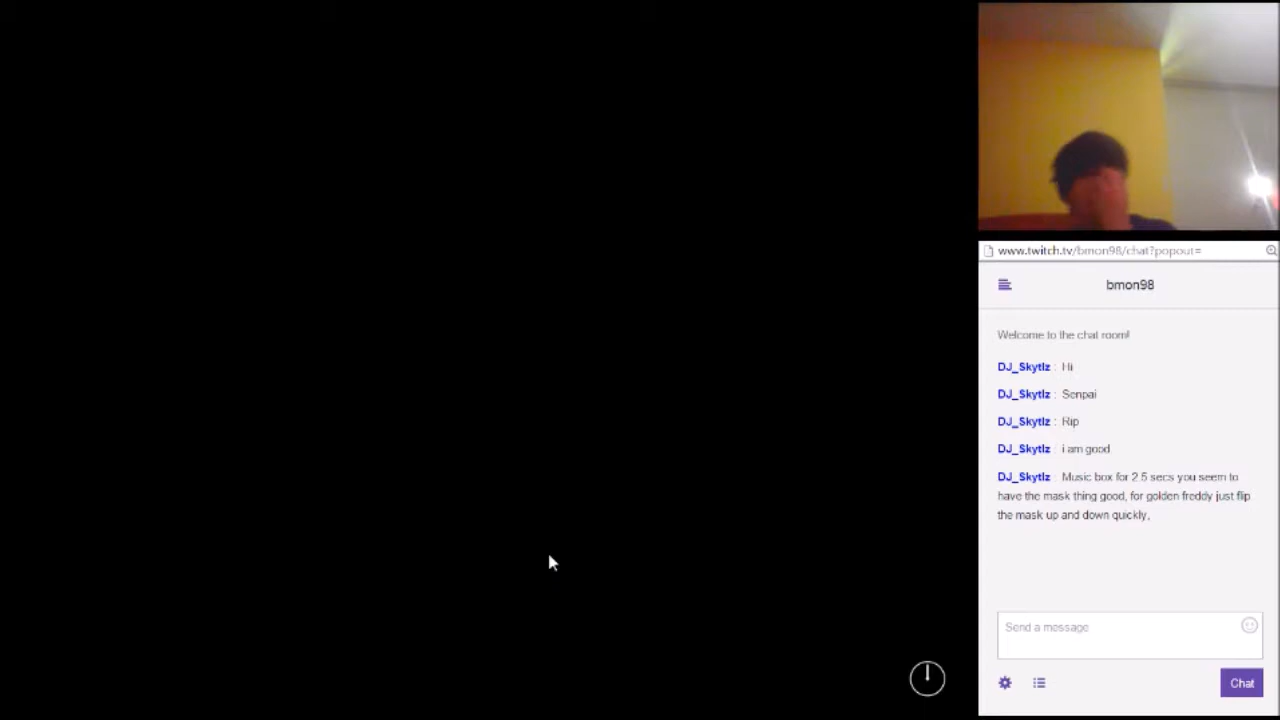 www.twitch.tv/bmon98/chat?popout=
bmon98
Welcome to the chat room!
DJ_Skytlz : Hi
DJ_Skytlz : Senpai
DJ_Skytlz : Rip
DJ_Skytlz : i am good
DJ_Skytlz : Music box for 2.5 secs you seem to
have the mask thing good, for golden freddy just flip
the mask up and down quickly,
Send a message
Chat